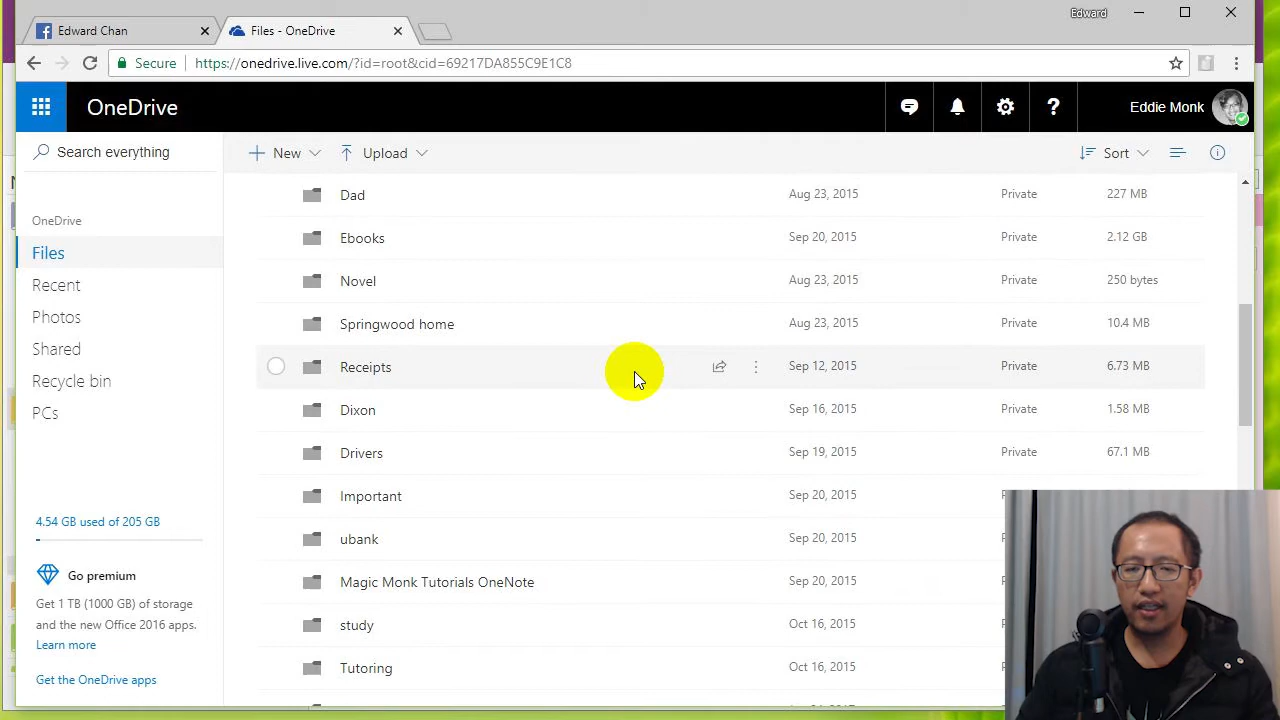 Edward Chan
Files - OneDrive
Edward
Secure
https://onedrive.live.com/?id=root&cid=69217DA855C9E1C8
OneDrive
Eddie Monk
Search everything
New
Upload
Sort
OneDrive
Files
Recent
Photos
Shared
Recycle bin
PCs
4.54 GB used of 205 GB
Go premium
Get 1 TB (1000 GB) of storage
and the new Office 2016 apps.
Learn more
Get the OneDrive apps
Dad Aug 23, 2015 Private 227 MB
Ebooks Sep 20, 2015 Private 2.12 GB
Novel Aug 23, 2015 Private 250 bytes
Springwood home Aug 23, 2015 Private 10.4 MB
Receipts Sep 12, 2015 Private 6.73 MB
Dixon Sep 16, 2015 Private 1.58 MB
Drivers Sep 19, 2015 Private 67.1 MB
Important Sep 20, 2015
ubank Sep 20, 2015
Magic Monk Tutorials OneNote Sep 20, 2015
study Oct 16, 2015
Tutoring Oct 16, 2015